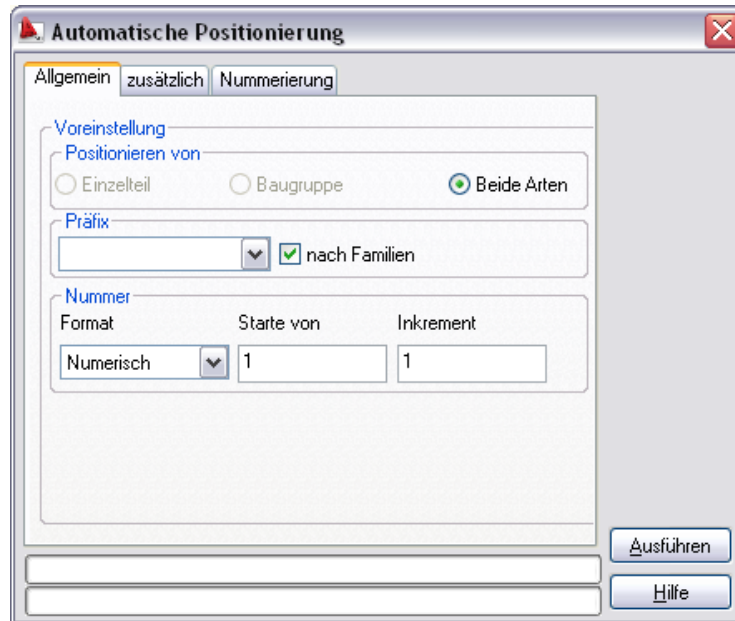 Automatische Positionierung
Allgemein zusätzlich Nummerierung
Voreinstellung
Positionieren von
Einzelteil Baugruppe Beide Arten
Präfix
nach Familien
Nummer
Format Starte von Inkrement
Numerisch 1 1
Ausführen
Hilfe